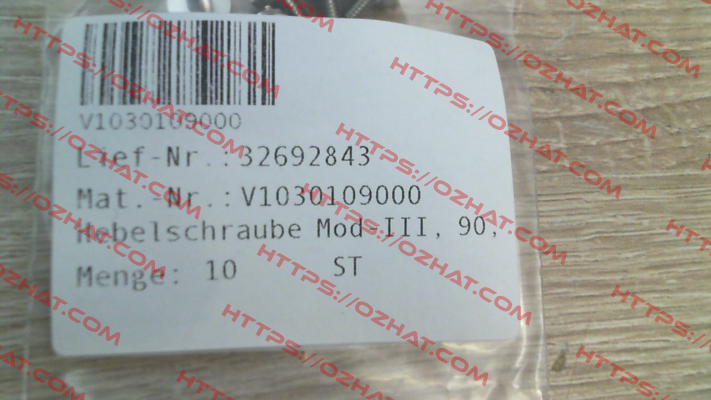 V1030109000
Lief-Nr.: 32692843
Mat.-Nr.: V1030109000
Hebelschraube Mod-III, 90,
Menge: 10 ST
HTTPS://OZHAT.COM